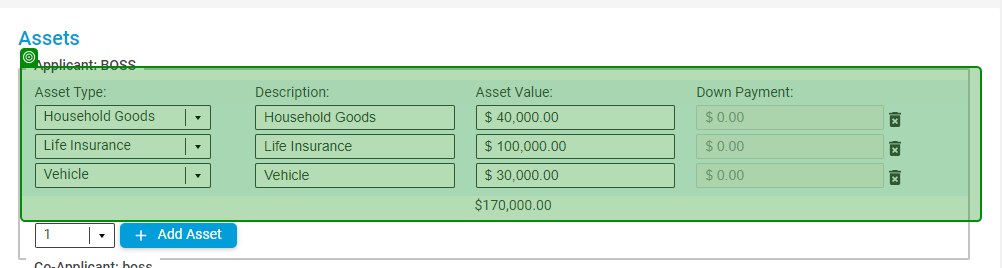 Assets
Applicant: BOSS
Asset Type: Description: Asset Value: Down Payment:
Household Goods Household Goods $ 40,000.00 $ 0.00
Life Insurance Life Insurance $ 100,000.00 $ 0.00
Vehicle Vehicle $ 30,000.00 $ 0.00
$170,000.00
1 + Add Asset
Co-Applicant: boss